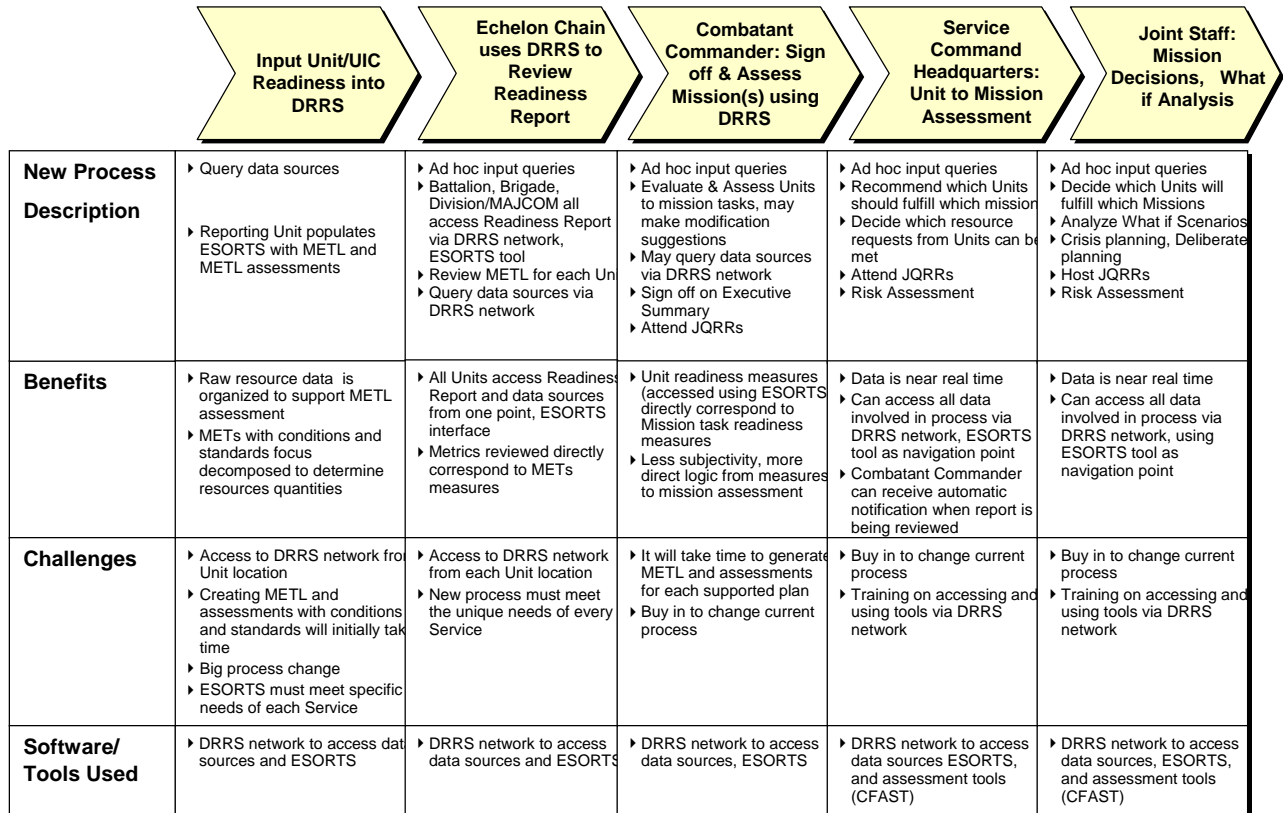 Input Unit/UIC
Readiness into
DRRS
Echelon Chain
uses DRRS to
Review
Readiness
Report
Combatant
Commander: Sign
off & Assess
Mission(s) using
DRRS
Service
Command
Headquarters:
Unit to Mission
Assessment
Joint Staff:
Mission
Decisions, What
if Analysis
New Process
Description
Query data sources
Reporting Unit populates
ESORTS with METL and
METL assessments
Ad hoc input queries
Battalion, Brigade,
Division/MAJCOM all
access Readiness Report
via DRRS network,
ESORTS tool
Review METL for each Uni
Query data sources via
DRRS network
Ad hoc input queries
Evaluate & Assess Units
to mission tasks, may
make modification
suggestions
May query data sources
via DRRS network
Sign off on Executive
Summary
Attend JQRRs
Ad hoc input queries
Recommend which Units
should fulfill which mission
Decide which resource
requests from Units can be
met
Attend JQRRs
Risk Assessment
Ad hoc input queries
Decide which Units will
fulfill which Missions
Analyze What if Scenarios
Crisis planning, Deliberate
planning
Host JQRRs
Risk Assessment
Benefits
Raw resource data is
organized to support METL
assessment
METs with conditions and
standards focus
decomposed to determine
resources quantities
All Units access Readiness
Report and data sources
from one point, ESORTS
interface
Metrics reviewed directly
correspond to METs
measures
Unit readiness measures
(accessed using ESORTS
directly correspond to
Mission task readiness
measures
Less subjectivity, more
direct logic from measures
to mission assessment
Data is near real time
Can access all data
involved in process via
DRRS network, ESORTS
tool as navigation point
Combatant Commander
can receive automatic
notification when report is
being reviewed
Data is near real time
Can access all data
involved in process via
DRRS network, using
ESORTS tool as
navigation point
Challenges
Access to DRRS network from
Unit location
Creating METL and
assessments with conditions
and standards will initially tak
time
Big process change
ESORTS must meet specific
needs of each Service
Access to DRRS network
from each Unit location
New process must meet
the unique needs of every
Service
It will take time to generate
METL and assessments
for each supported plan
Buy in to change current
process
Buy in to change current
process
Training on accessing and
using tools via DRRS
network
Buy in to change current
process
Training on accessing and
using tools via DRRS
network
Software/
Tools Used
DRRS network to access dat
sources and ESORTS
DRRS network to access
data sources and ESORTS
DRRS network to access
data sources, ESORTS
DRRS network to access
data sources ESORTS,
and assessment tools
(CFAST)
DRRS network to access
data sources, ESORTS,
and assessment tools
(CFAST)